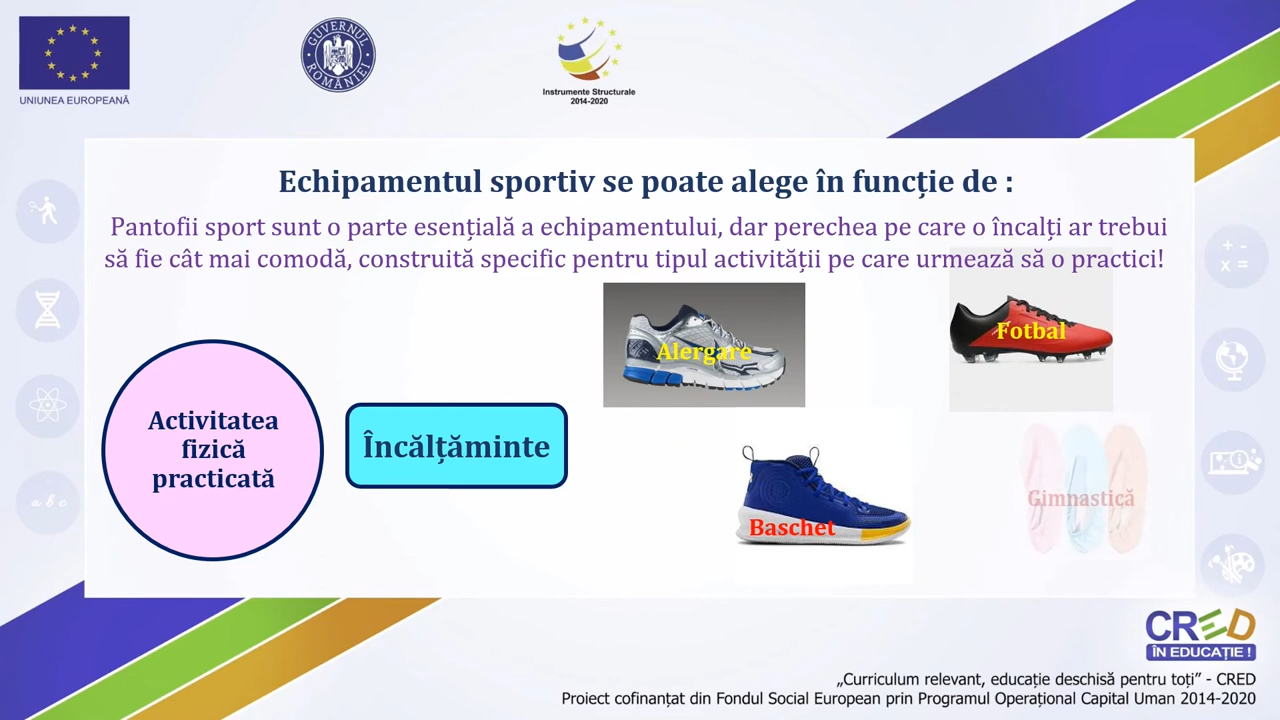 UNIUNEA EUROPEANĂ
GUVERNUL
ROMÂNIEI
Instrumente Structurale
2014-2020
Echipamentul sportiv se poate alege în funcție de :
Pantofii sport sunt o parte esențială a echipamentului, dar perechea pe care o încalți ar trebui
să fie cât mai comodă, construită specific pentru tipul activității pe care urmează să o practici!
Alergare
Fotbal
Activitatea
fizică
practicată
Încălțăminte
Baschet
Gimnastică
+ -
x =
a b c
CRED
ÎN EDUCAȚIE !
„Curriculum relevant, educație deschisă pentru toți” - CRED
Proiect cofinanțat din Fondul Social European prin Programul Operațional Capital Uman 2014-2020